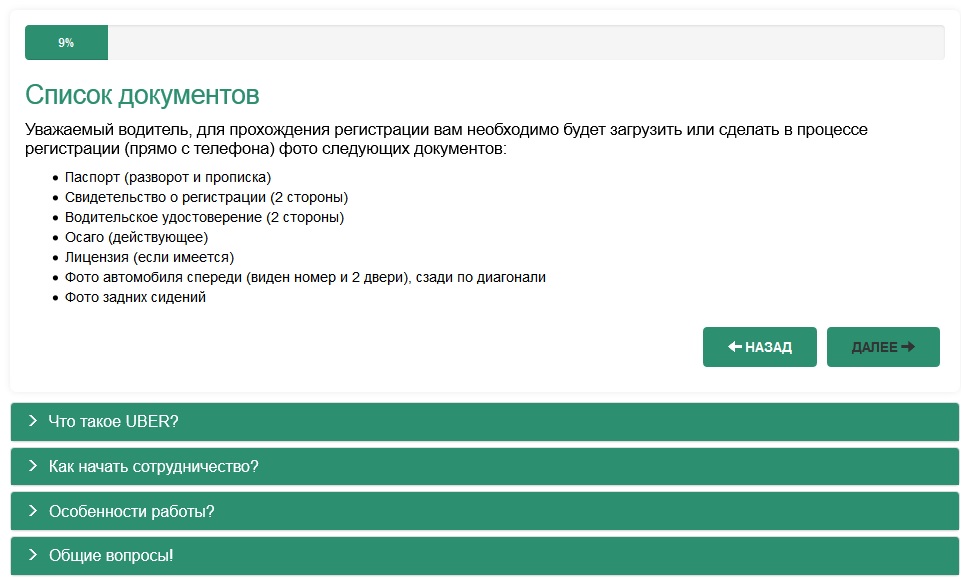 9%
Список документов
Уважаемый водитель, для прохождения регистрации вам необходимо будет загрузить или сделать в процессе
регистрации (прямо с телефона) фото следующих документов:
Паспорт (разворот и прописка)
Свидетельство о регистрации (2 стороны)
Водительское удостоверение (2 стороны)
Осаго (действующее)
Лицензия (если имеется)
Фото автомобиля спереди (виден номер и 2 двери), сзади по диагонали
Фото задних сидений
НАЗАД ДАЛЕЕ
Что такое UBER?
Как начать сотрудничество?
Особенности работы?
Общие вопросы!